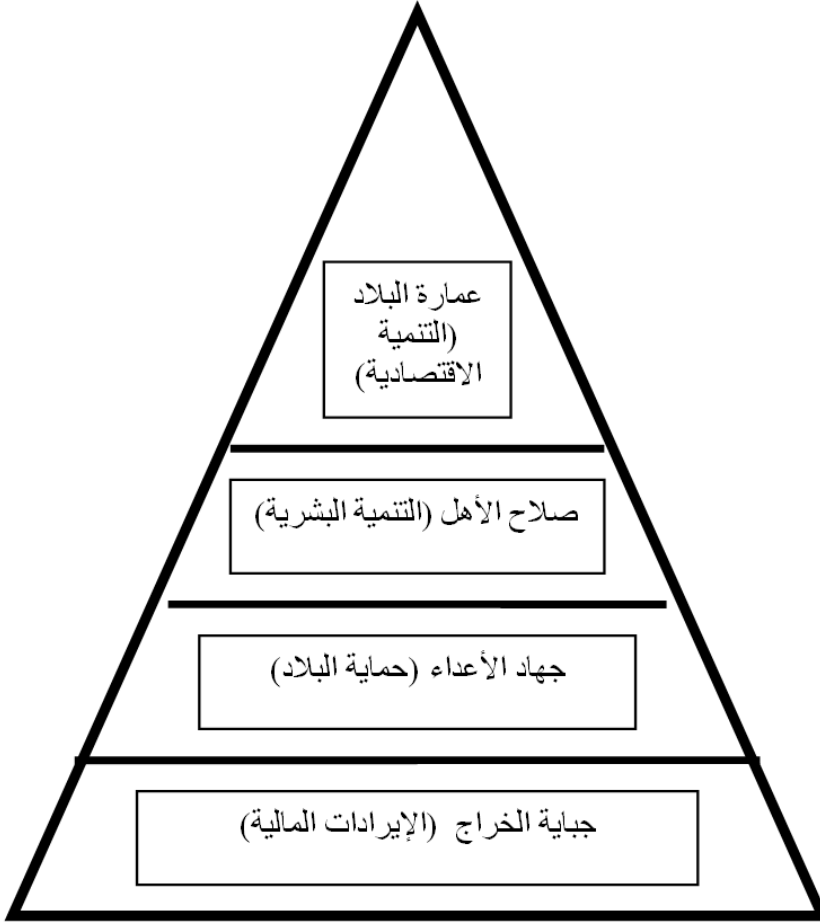 عمارة البلاد
(التنمية
الاقتصادية)
صلاح الأهل (التنمية البشرية)
جهاد الأعداء (حماية البلاد)
جباية الخراج (الإيرادات المالية)